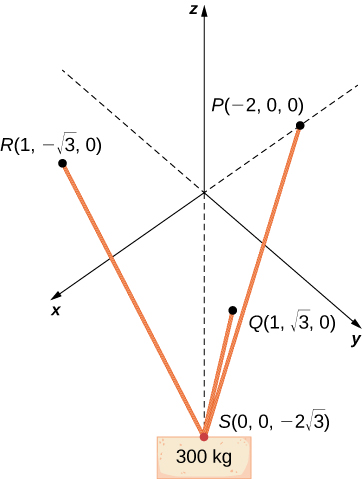 z
P(−2, 0, 0)
R(1, −√3, 0)
x
Q(1, √3, 0)
y
S(0, 0, −2√3)
300 kg